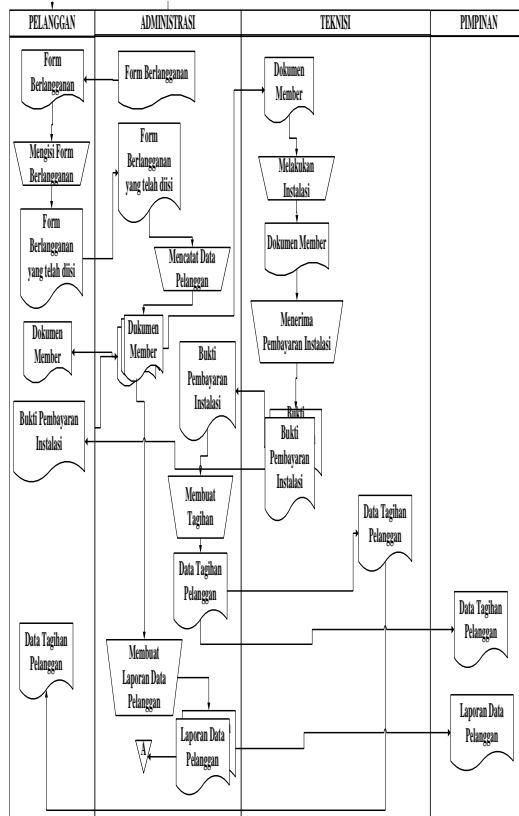 PELANGGAN
ADMINISTRASI
TEKNISI
PIMPINAN
Form
Berlangganan
Form Berlangganan
Dokumen
Member
Mengisi Form
Berlangganan
Form
Berlangganan
yang telah diisi
Melakukan
Instalasi
Form
Berlangganan
yang telah diisi
Mencatat Data
Pelanggan
Dokumen Member
Dokumen
Member
Dukumen
Member
Menerima
Pembayaran Instalasi
Bukti
Pembayaran
Instalasi
Bukti Pembayaran
Instalasi
Bukti
Bukti
Pembayaran
Instalasi
Membuat
Tagihan
Data Tagihan
Pelanggan
Data Tagihan
Pelanggan
Data Tagihan
Pelanggan
Data Tagihan
Pelanggan
Membuat
Laporan Data
Pelanggan
Laporan Data
Pelanggan
A
Laporan Data
Pelanggan